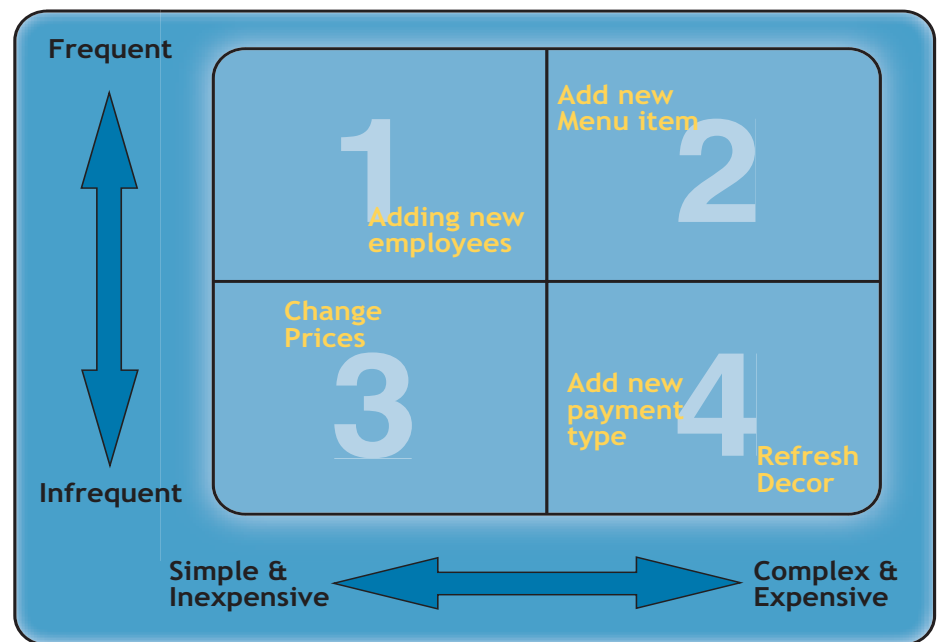 Frequent
Add new
Menu item
1
2
Adding new
employees
Change
Prices
3
Add new
payment
type
4
Refresh
Decor
Infrequent
Simple &
Inexpensive
Complex &
Expensive